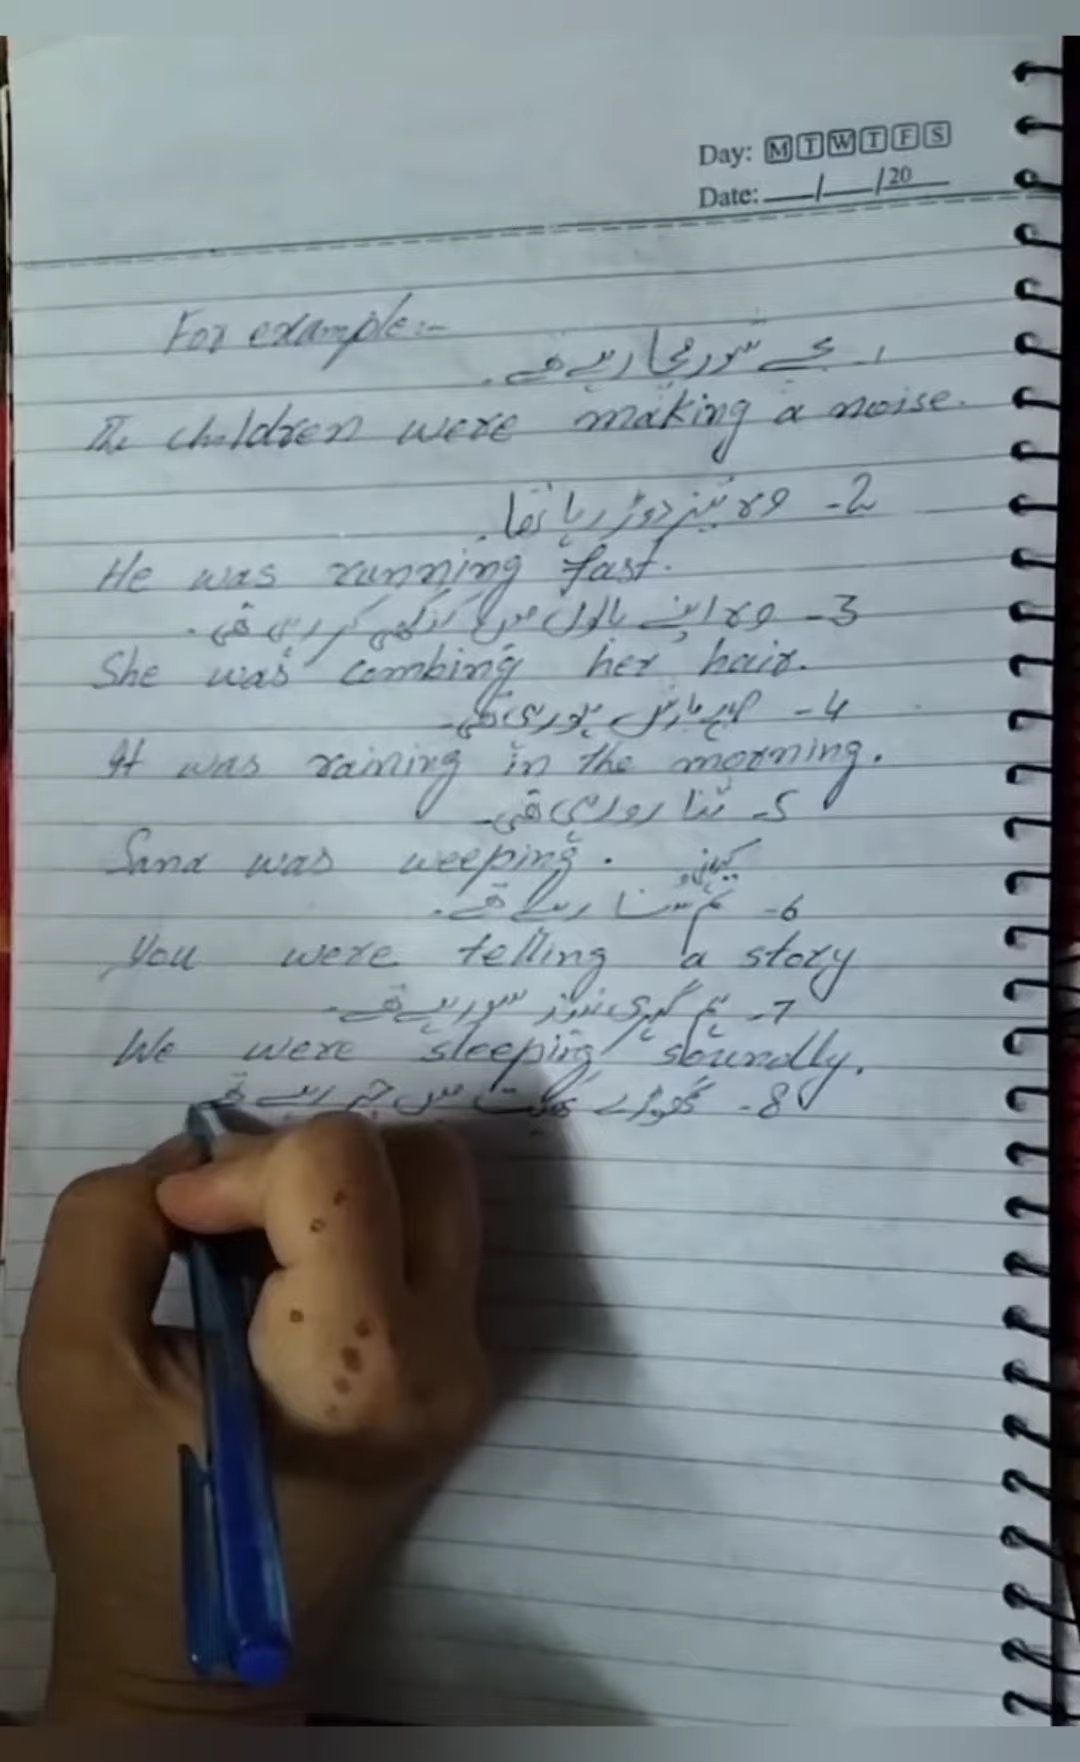 Day: M T W T F S
Date: ___/___/20___
For example:-
1. بچے شور مچا رہے تھے۔
The children were making a noise.
2- وہ تیز دوڑ رہا تھا۔
He was running fast.
3- وہ اپنے بالوں میں کنگھی کر رہی تھی۔
She was combing her hair.
4- صبح بارش ہو رہی تھی۔
It was raining in the morning.
5- ثنا رو رہی تھی۔
Sana was weeping.
کہانی
6- تم سنا رہے تھے۔
You were telling a story
7- ہم گہری نیند سو رہے تھے۔
We were sleeping soundly.
8- گھوڑے کھیت میں چر رہے تھے